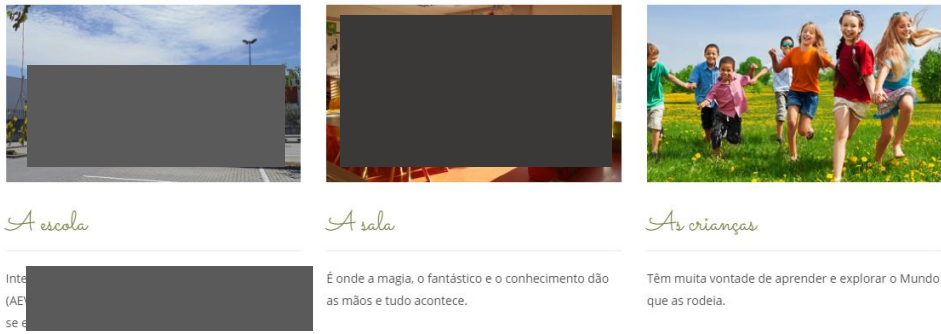 A escola
Inte
(AEV
se e
A sala
É onde a magia, o fantástico e o conhecimento dão
as mãos e tudo acontece.
As crianças
Têm muita vontade de aprender e explorar o Mundo
que as rodeia.